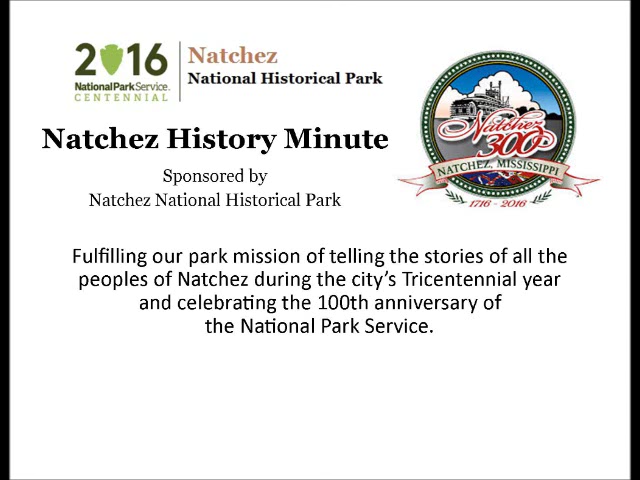 2016
National Park Service
CENTENNIAL
Natchez
National Historical Park
Natchez History Minute
Sponsored by
Natchez National Historical Park
Natchez
300
NATCHEZ, MISSISSIPPI
1716 - 2016
Fulfilling our park mission of telling the stories of all the
peoples of Natchez during the city’s Tricentennial year
and celebrating the 100th anniversary of
the National Park Service.